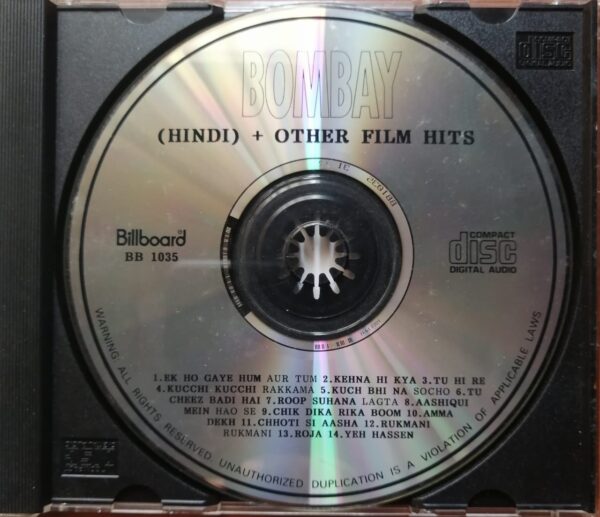 BOMBAY
(HINDI) + OTHER FILM HITS
Billboard
BB 1035
COMPACT
disc
DIGITAL AUDIO
1.EK HO GAYE HUM AUR TUM 2.KEHNA HI KYA 3.TU HI RE
4.KUCCHI KUCCHI RAKKAMA 5.KUCH BHI NA SOCHO 6.TU
CHEEZ BADI HAI 7.ROOP SUHANA LAGTA 8.AASHIQUI
MEIN HAO SE 9.CHIK DIKA RIKA BOOM 10.AMMA
DEKH 11.CHHOTI SI AASHA 12.RUKMANI
RUKMANI 13.ROJA 14.YEH HASSEN
WARNING: ALL RIGHTS RESURVED. UNAUTHORIZED DUPLICATION IS A VIOLATION OF APPLICABLE LAWS